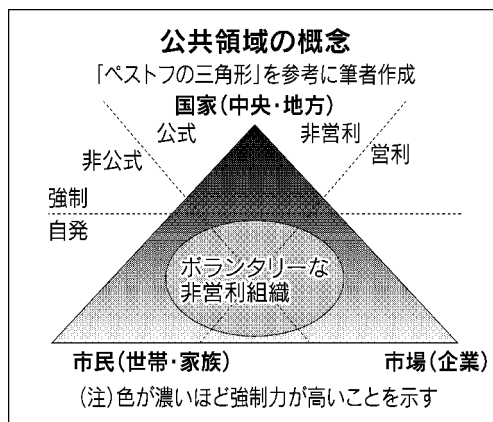 公共領域の概念
「ペストフの三角形」を参考に筆者作成
国家(中央・地方)
公式
非営利
非公式
営利
強制
自発
ボランタリーな
非営利組織
市民(世帯・家族)
市場(企業)
(注)色が濃いほど強制力が高いことを示す